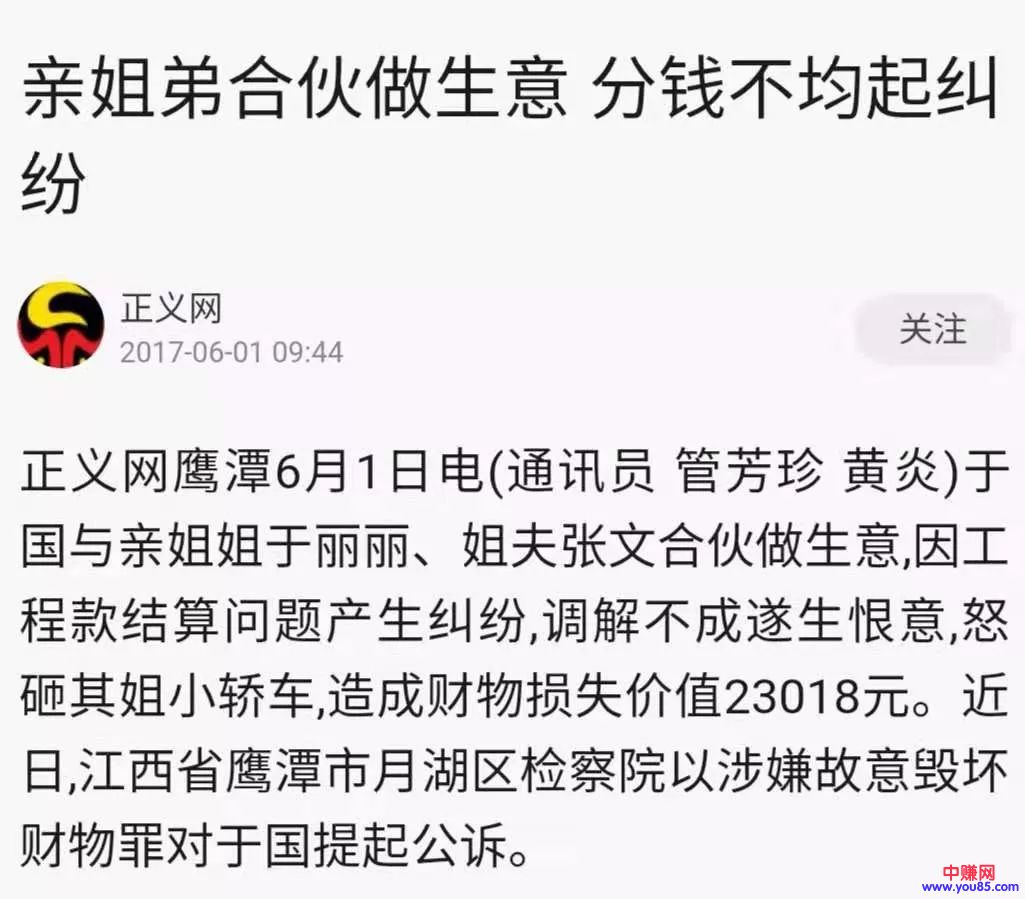 亲姐弟合伙做生意 分钱不均起纠
纷
正义网
2017-06-01 09:44
关注
正义网鹰潭6月1日电(通讯员 管芳珍 黄炎)于
国与亲姐姐于丽丽、姐夫张文合伙做生意,因工
程款结算问题产生纠纷,调解不成遂生恨意,怒
砸其姐小轿车,造成财物损失价值23018元。近
日,江西省鹰潭市月湖区检察院以涉嫌故意毁坏
财物罪对于国提起公诉。
中赚网
www.you85.com